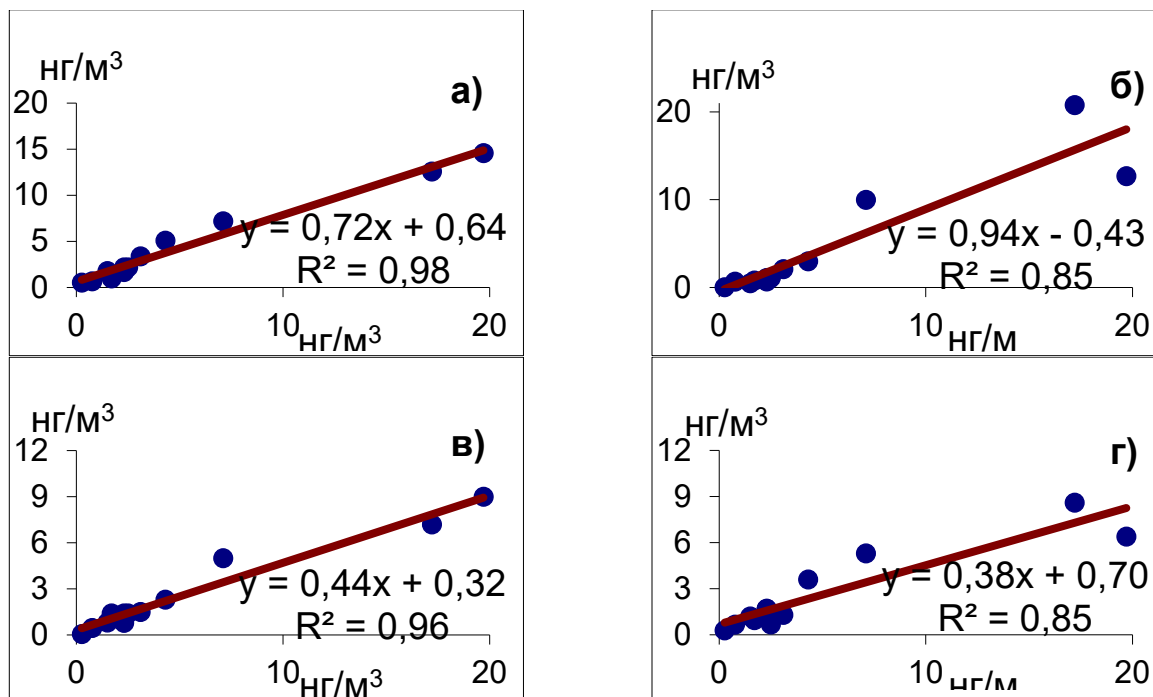 нг/м³
а)
20
15
10
5
0
y = 0,72x + 0,64
R² = 0,98
0
10
20
нг/м³
нг/м³
б)
20
10
0
y = 0,94x - 0,43
R² = 0,85
0
10
20
нг/м
нг/м³
в)
12
9
6
3
0
y = 0,44x + 0,32
R² = 0,96
0
10
20
нг/м³
нг/м³
г)
12
9
6
3
0
y = 0,38x + 0,70
R² = 0,85
0
10
20
нг/м